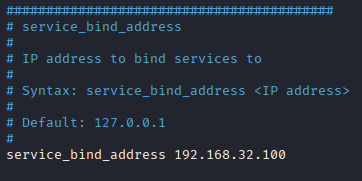 #########################################
# service_bind_address
#
# IP address to bind services to
#
# Syntax: service_bind_address <IP address>
#
# Default: 127.0.0.1
#
service_bind_address 192.168.32.100